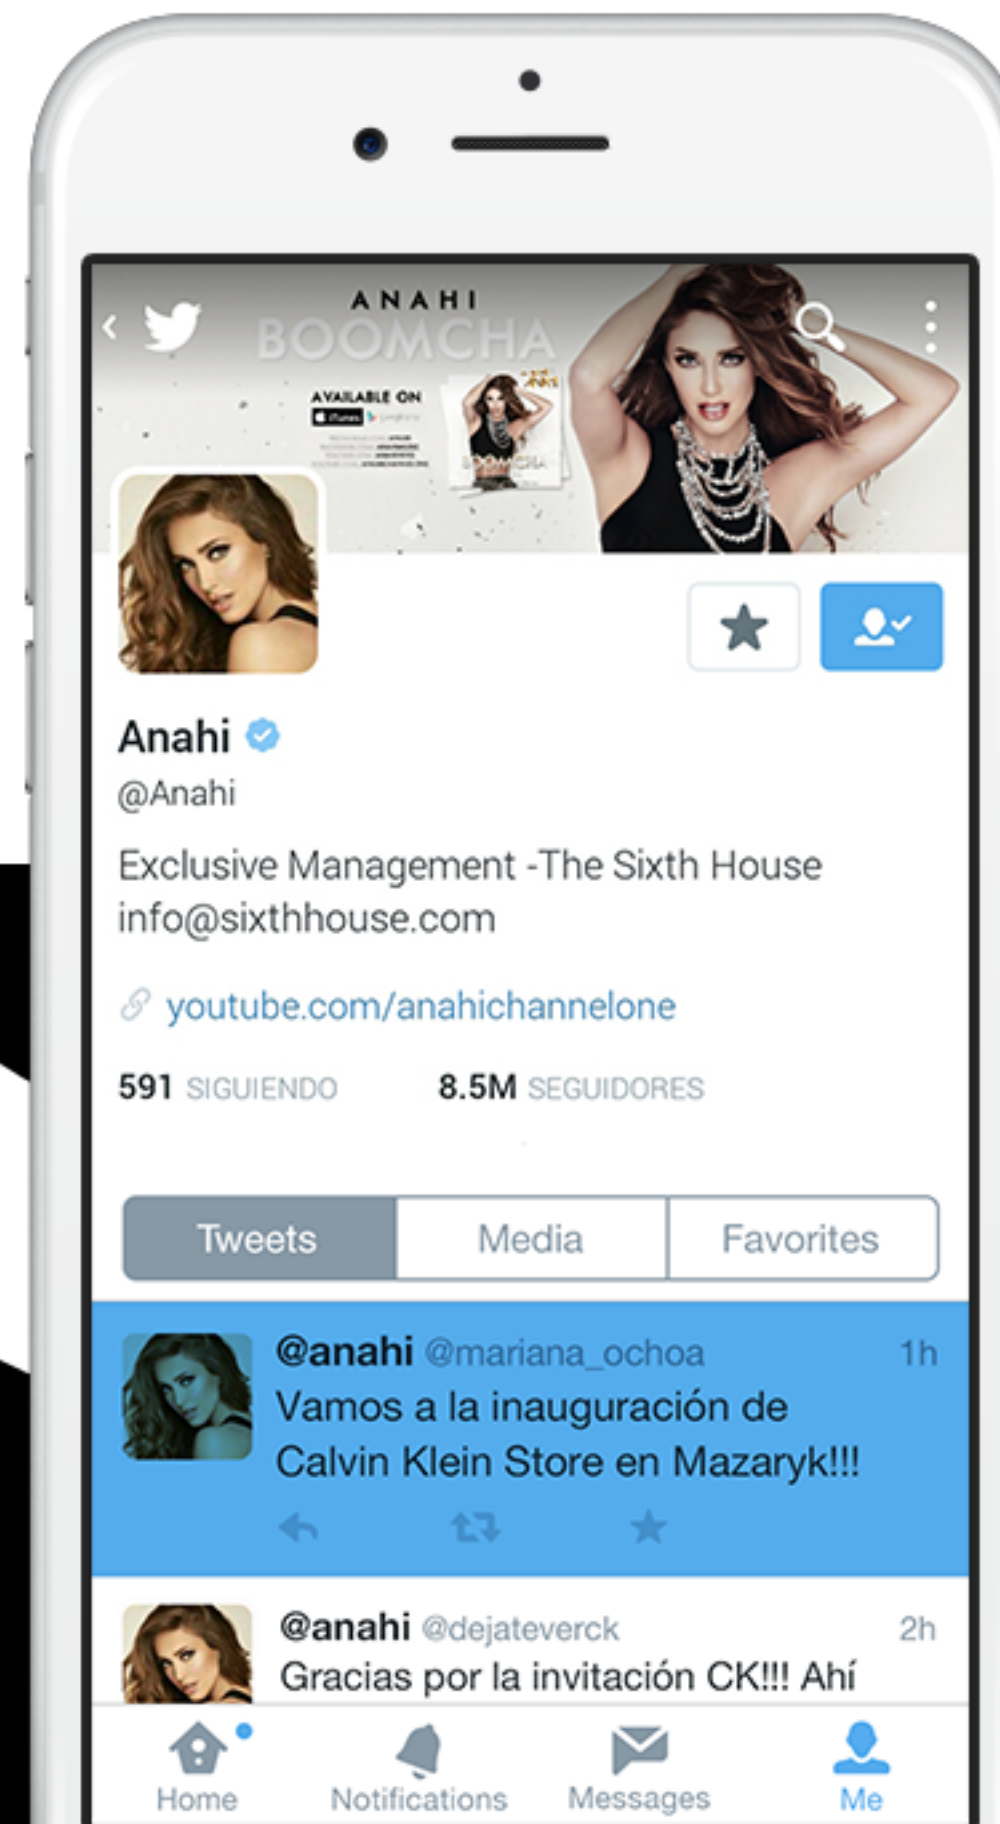 ANAHI
BOOMCHA
AVAILABLE ON
iTunes
BOOMCHA
Anahi
@Anahi
Exclusive Management -The Sixth House
info@sixthhouse.com
youtube.com/anahichannelone
591 SIGUIENDO 8.5M SEGUIDORES
Tweets Media Favorites
@anahi @mariana_ochoa 1h
Vamos a la inauguración de
Calvin Klein Store en Mazaryk!!!
@anahi @dejateverck 2h
Gracias por la invitación CK!!! Ahí
Home Notifications Messages Me